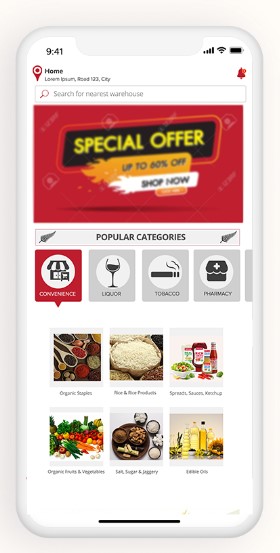 9:41
Home
Lorem Ipsum, Road 123, City
Search for nearest warehouse
SPECIAL OFFER
UP TO 60% OFF
SHOP NOW
POPULAR CATEGORIES
CONVENIENCE LIQUOR TOBACCO PHARMACY
Organic Staples Rice & Rice Products Spreads, Sauces, Ketchup
Organic Fruits & Vegetables Salt, Sugar & Jaggery Edible Oils